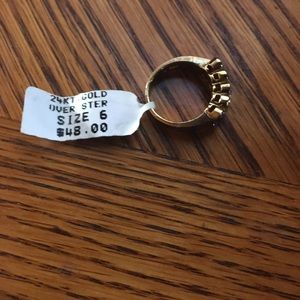 24KT GOLD
OVER STER
SIZE 6
$48.00